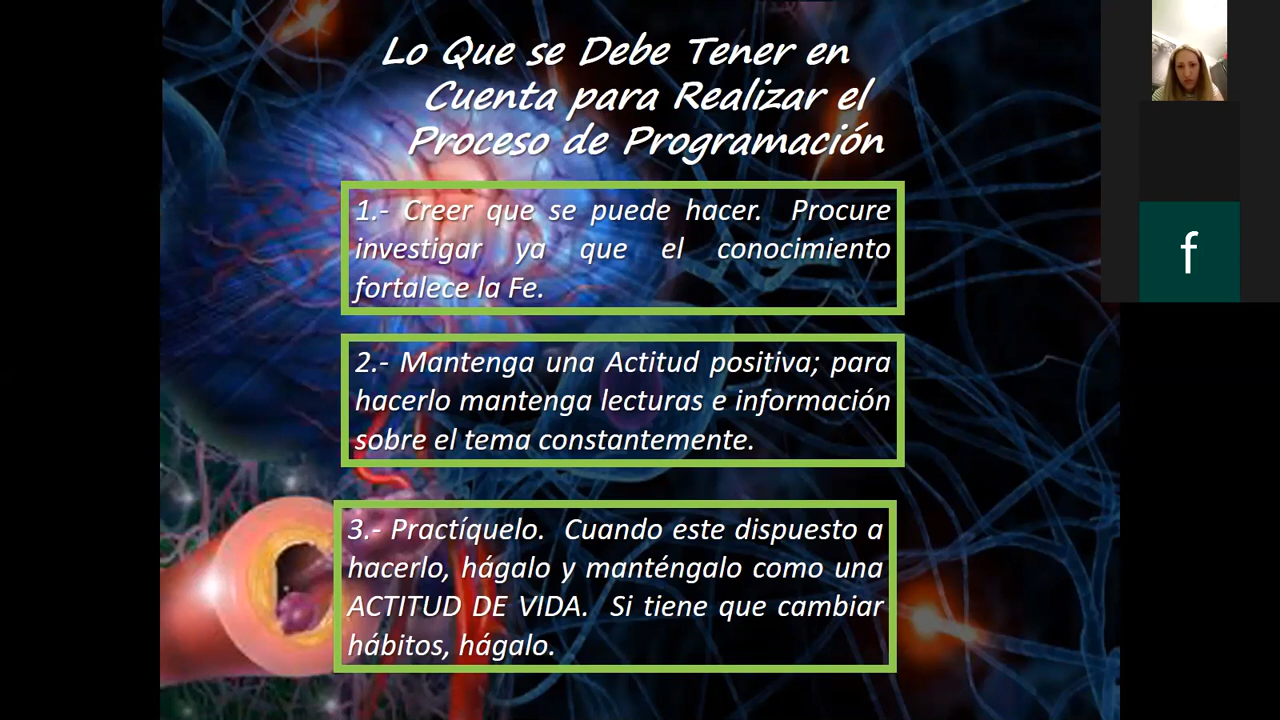 Lo Que se Debe Tener en
Cuenta para Realizar el
Proceso de Programación
1.- Creer que se puede hacer. Procure
investigar ya que el conocimiento
fortalece la Fe.
2.- Mantenga una Actitud positiva; para
hacerlo mantenga lecturas e información
sobre el tema constantemente.
3.- Practíquelo. Cuando este dispuesto a
hacerlo, hágalo y manténgalo como una
ACTITUD DE VIDA. Si tiene que cambiar
hábitos, hágalo.
f